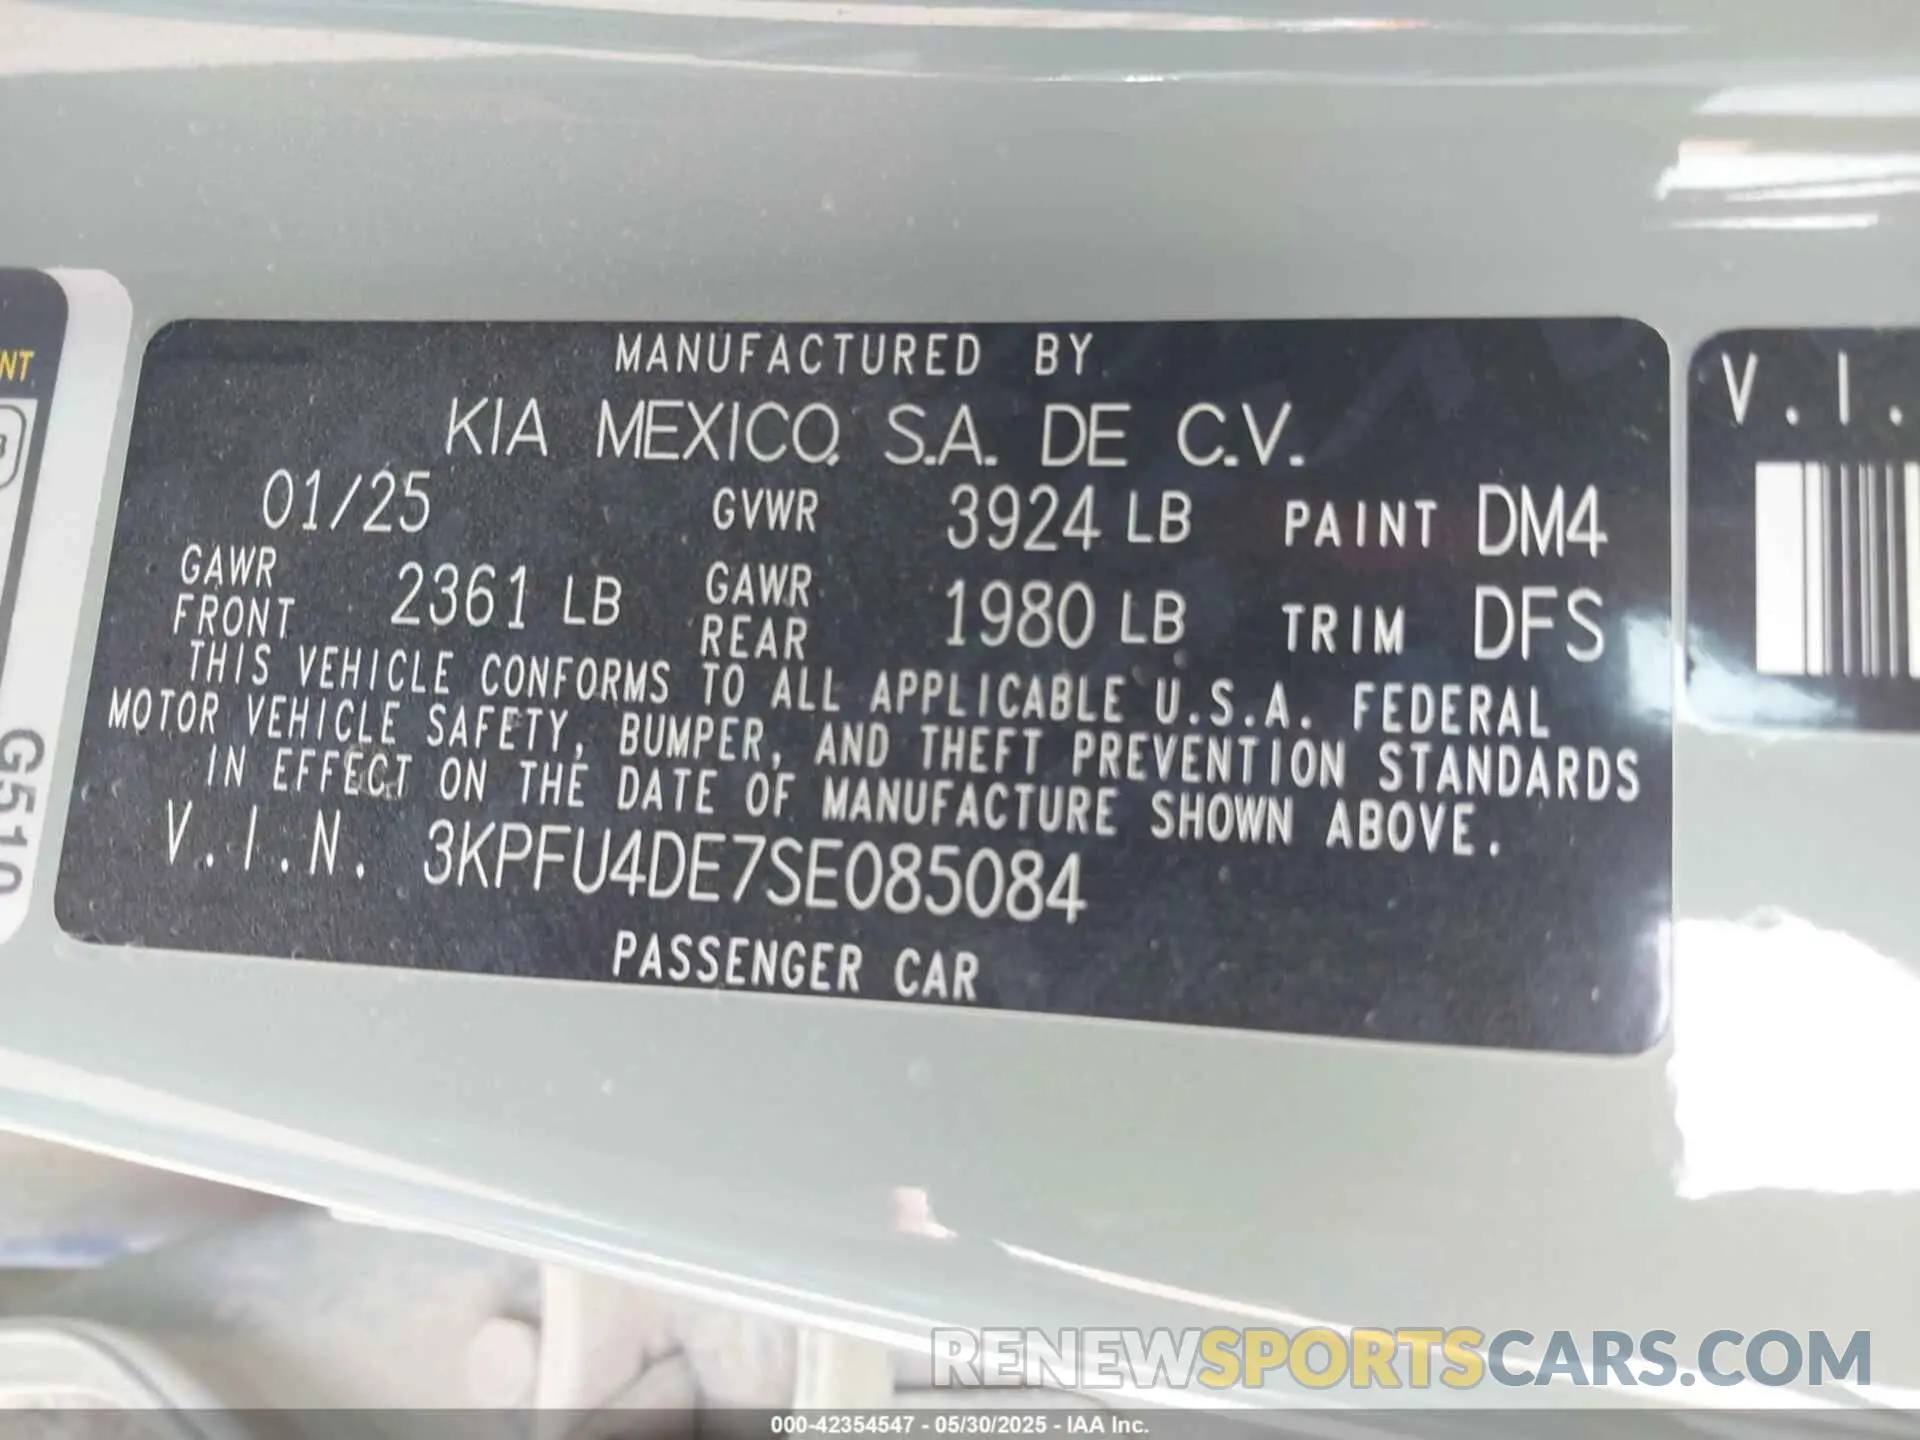 MANUFACTURED BY
KIA MEXICO, S.A. DE C.V.
01/25 GVWR 3924 LB PAINT DM4
GAWR FRONT 2361 LB GAWR REAR 1980 LB TRIM DFS
THIS VEHICLE CONFORMS TO ALL APPLICABLE U.S.A. FEDERAL
MOTOR VEHICLE SAFETY, BUMPER, AND THEFT PREVENTION STANDARDS
IN EFFECT ON THE DATE OF MANUFACTURE SHOWN ABOVE.
V.I.N. 3KPFU4DE7SE085084
PASSENGER CAR
V.I.
NT
G510
RENEWSPORTSCARS.COM
000-42354547 - 05/30/2025 - IAA Inc.